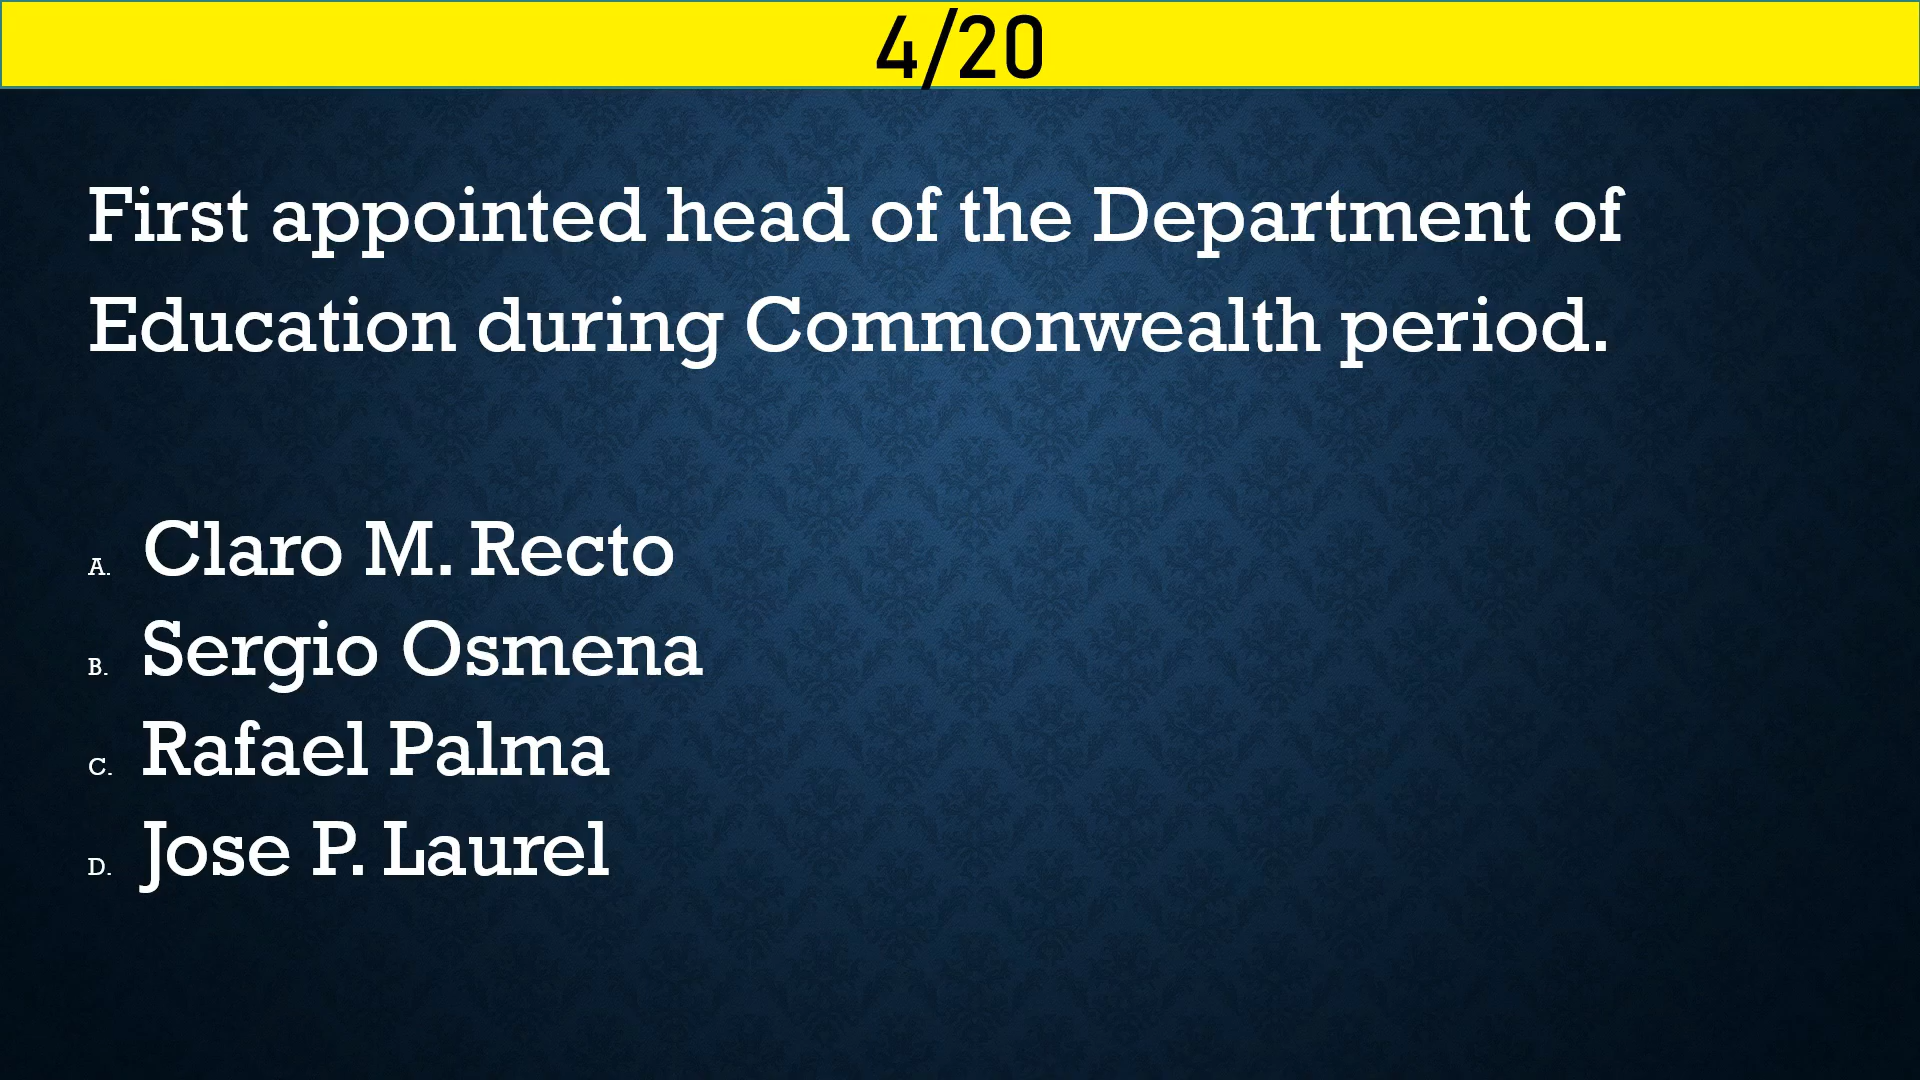 4/20
First appointed head of the Department of
Education during Commonwealth period.
A. Claro M. Recto
B. Sergio Osmena
C. Rafael Palma
D. Jose P. Laurel